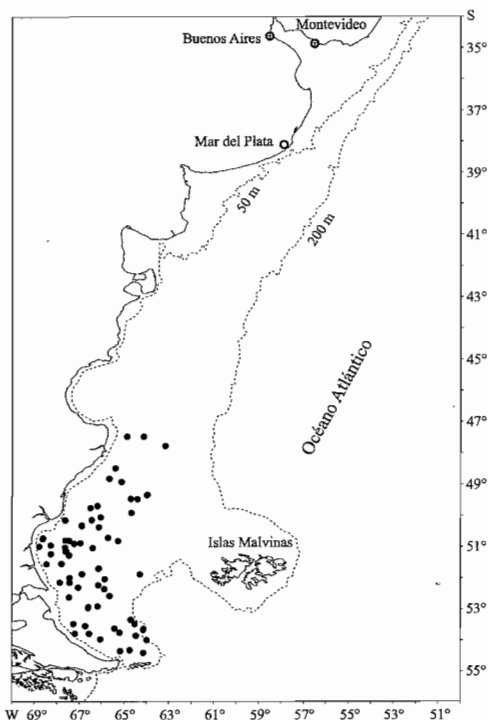 S
Montevideo
Buenos Aires
35°
37°
Mar del Plata
39°
50 m
200 m
41°
43°
45°
Océano Atlántico
47°
49°
Islas Malvinas
51°
53°
55°
W 69° 67° 65° 63° 61° 59° 57° 55° 53° 51°